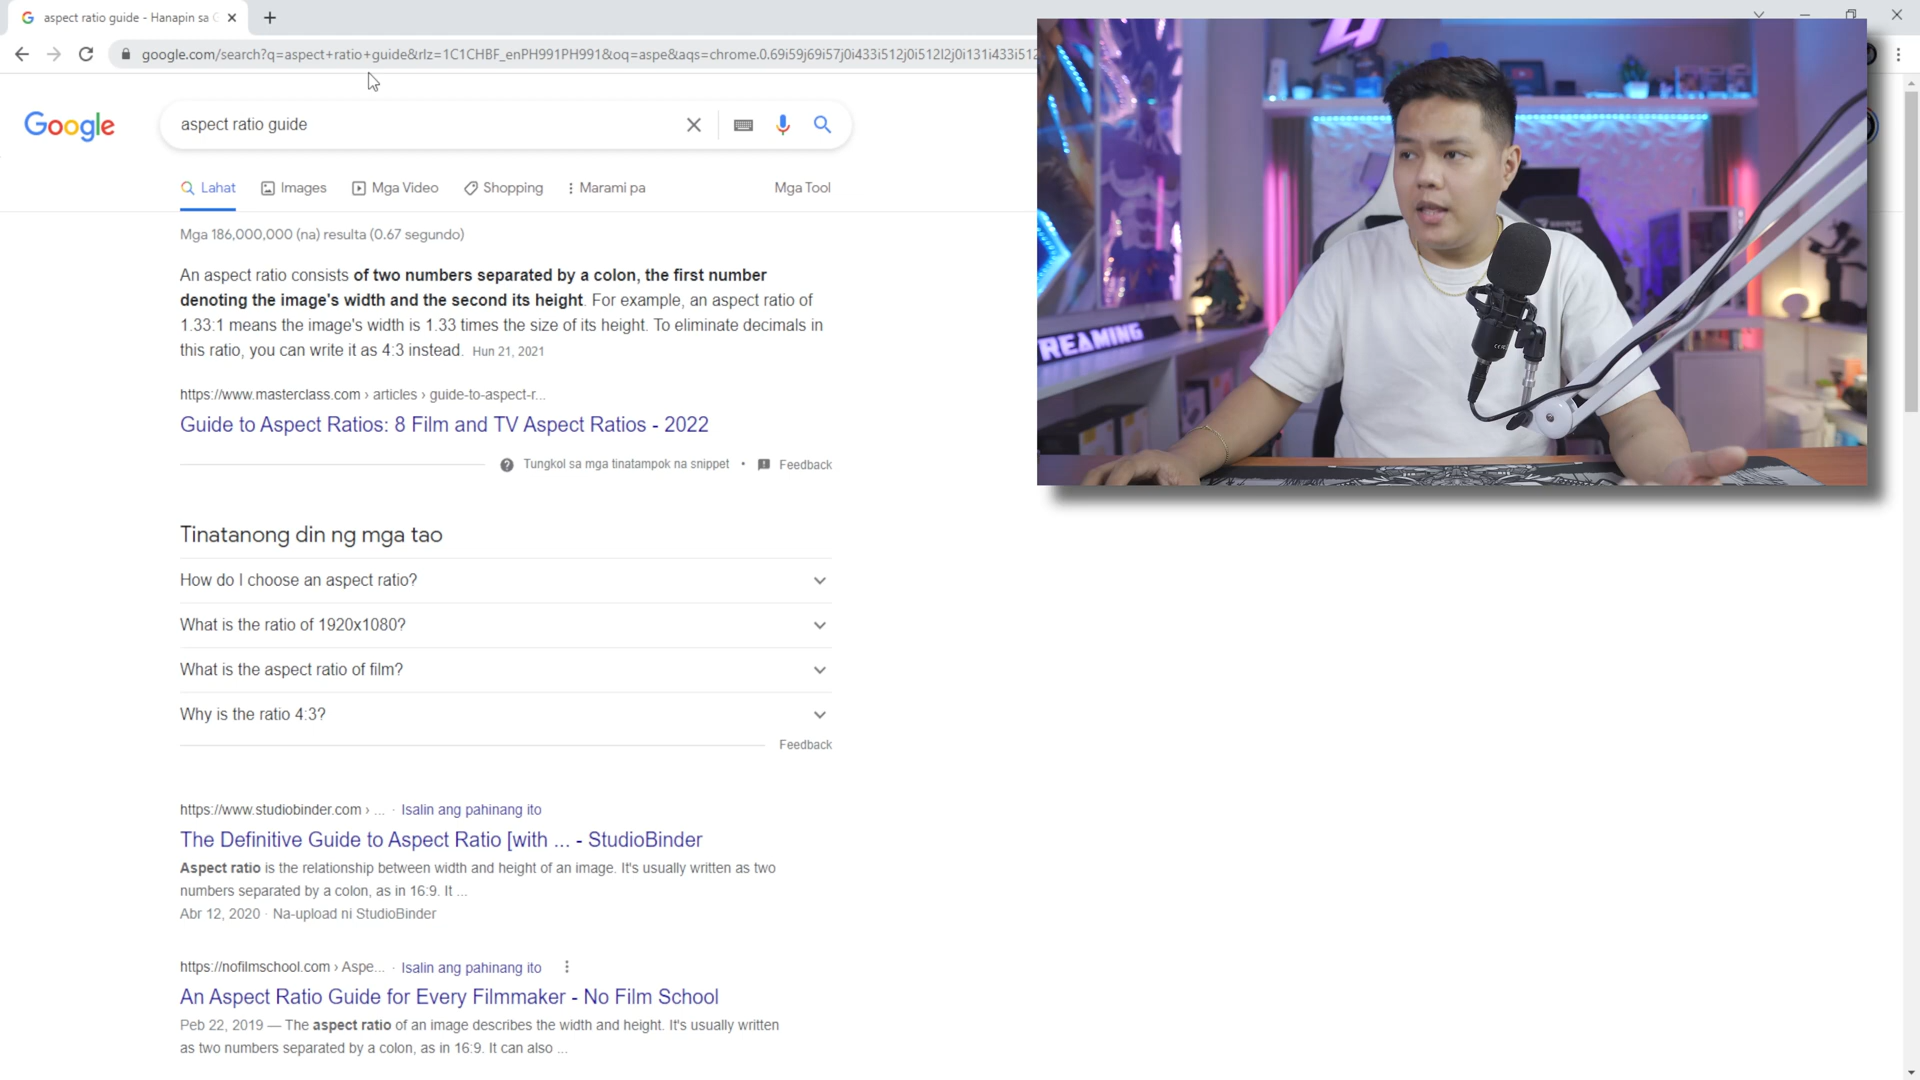 aspect ratio guide - Hanapin sa G
google.com/search?q=aspect+ratio+guide&rlz=1C1CHBF_enPH991PH991&oq=aspe&aqs=chrome.0.69i59j69i57j0i433i512j0i512l2j0i131i433i512
Google
aspect ratio guide
Lahat Images Mga Video Shopping Marami pa Mga Tool
Mga 186,000,000 (na) resulta (0.67 segundo)
An aspect ratio consists of two numbers separated by a colon, the first number
denoting the image's width and the second its height. For example, an aspect ratio of
1.33:1 means the image's width is 1.33 times the size of its height. To eliminate decimals in
this ratio, you can write it as 4:3 instead. Hun 21, 2021
https://www.masterclass.com › articles › guide-to-aspect-r...
Guide to Aspect Ratios: 8 Film and TV Aspect Ratios - 2022
Tungkol sa mga tinatampok na snippet • Feedback
Tinatanong din ng mga tao
How do I choose an aspect ratio?
What is the ratio of 1920x1080?
What is the aspect ratio of film?
Why is the ratio 4:3?
Feedback
https://www.studiobinder.com › ... · Isalin ang pahinang ito
The Definitive Guide to Aspect Ratio [with ... - StudioBinder
Aspect ratio is the relationship between width and height of an image. It's usually written as two
numbers separated by a colon, as in 16:9. It ...
Abr 12, 2020 · Na-upload ni StudioBinder
https://nofilmschool.com › Aspe... · Isalin ang pahinang ito
An Aspect Ratio Guide for Every Filmmaker - No Film School
Peb 22, 2019 — The aspect ratio of an image describes the width and height. It's usually written
as two numbers separated by a colon, as in 16:9. It can also ...
REAMING